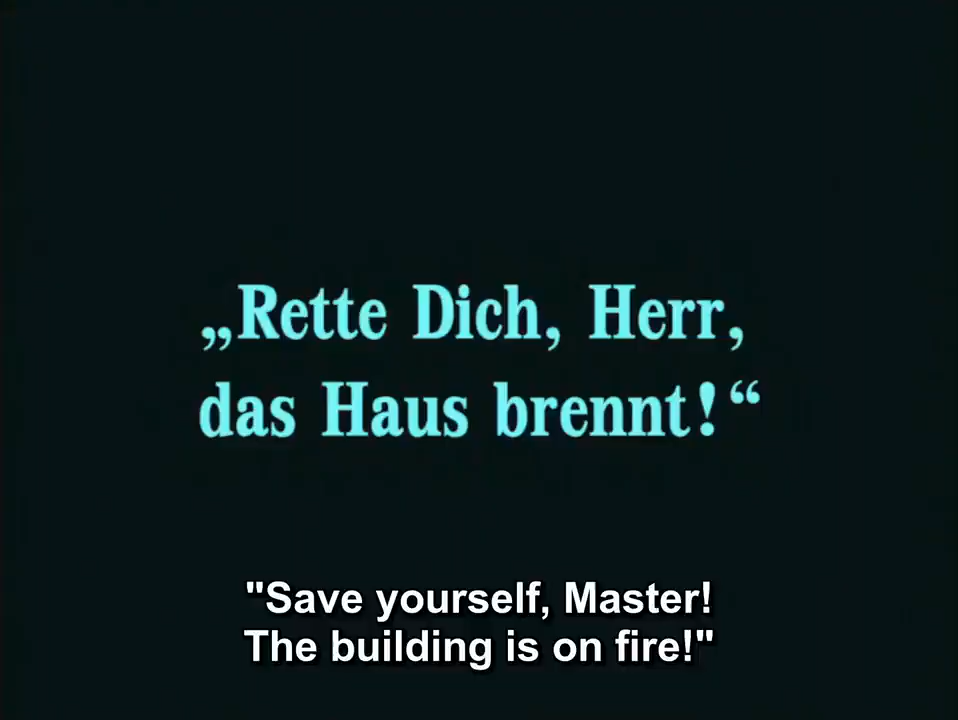 „Rette Dich, Herr,
das Haus brennt!“
"Save yourself, Master!
The building is on fire!"